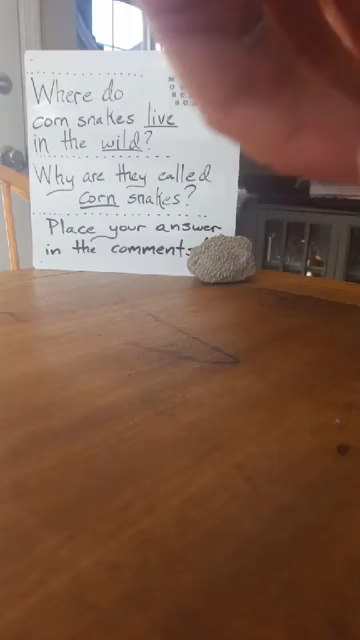 Where do
corn snakes live
in the wild?
Why are they called
corn snakes?
Place your answer
in the comments